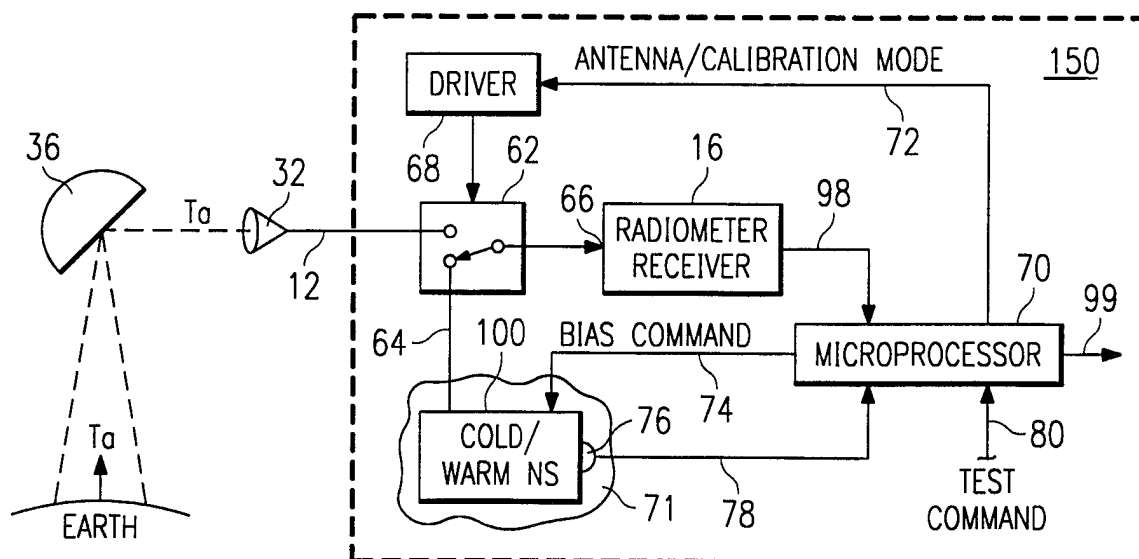 ANTENNA/CALIBRATION MODE
150
DRIVER
72
68
62
16
36
32
Ta
66
98
RADIOMETER
RECEIVER
12
70
99
64
100
BIAS COMMAND
MICROPROCESSOR
74
76
COLD/
WARM NS
80
Ta
71
78
TEST
COMMAND
EARTH